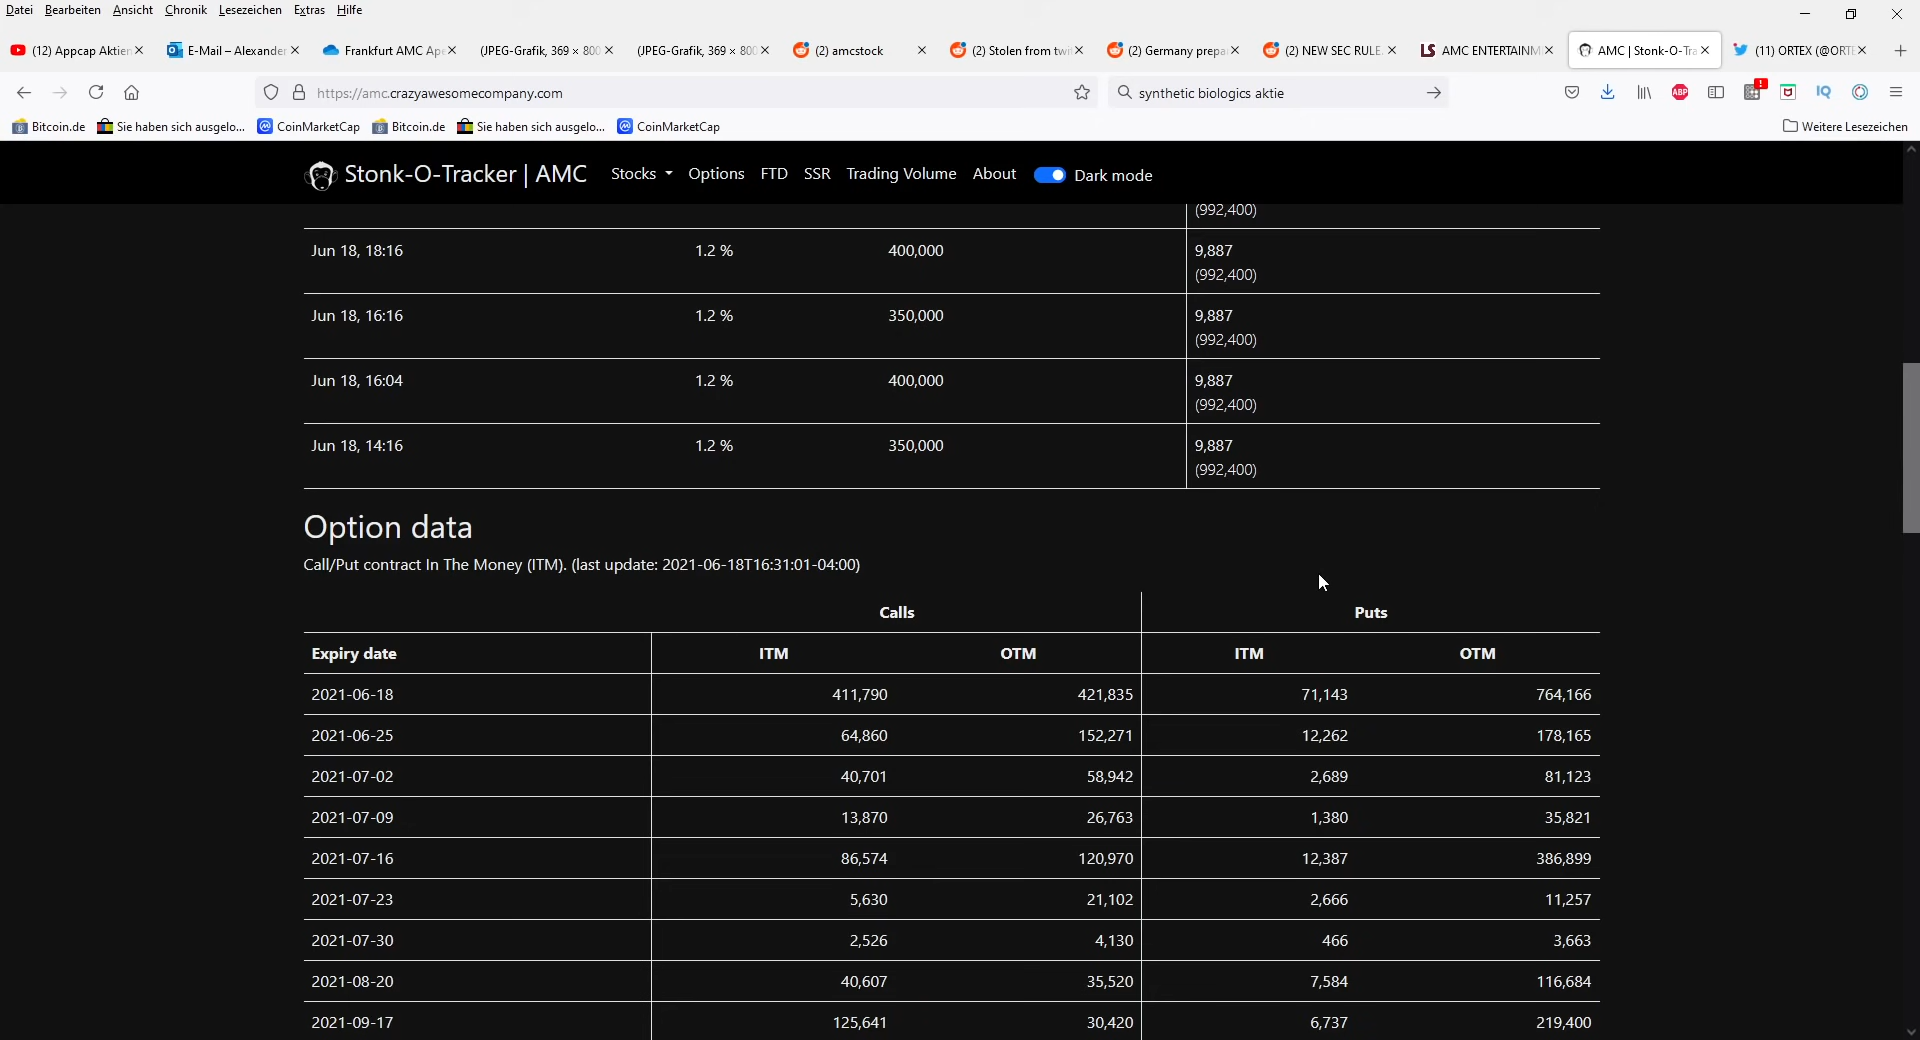 Datei Bearbeiten Ansicht Chronik Lesezeichen Extras Hilfe
(12) Appcap Aktien E-Mail – Alexander Frankfurt AMC Ape (JPEG-Grafik, 369 × 800 (JPEG-Grafik, 369 × 800 (2) amcstock (2) Stolen from twi (2) Germany prepa (2) NEW SEC RULE. LS AMC ENTERTAINM AMC | Stonk-O-Tra (11) ORTEX (@ORTE
https://amc.crazyawesomecompany.com synthetic biologics aktie ABP 1 IQ
Bitcoin.de Sie haben sich ausgelo... CoinMarketCap Bitcoin.de Sie haben sich ausgelo... CoinMarketCap Weitere Lesezeichen
Stonk-O-Tracker | AMC Stocks Options FTD SSR Trading Volume About Dark mode
(992,400)
Jun 18, 18:16 1.2 % 400,000 9,887
(992,400)
Jun 18, 16:16 1.2 % 350,000 9,887
(992,400)
Jun 18, 16:04 1.2 % 400,000 9,887
(992,400)
Jun 18, 14:16 1.2 % 350,000 9,887
(992,400)
Option data
Call/Put contract In The Money (ITM). (last update: 2021-06-18T16:31:01-04:00)
Calls Puts
Expiry date ITM OTM ITM OTM
2021-06-18 411,790 421,835 71,143 764,166
2021-06-25 64,860 152,271 12,262 178,165
2021-07-02 40,701 58,942 2,689 81,123
2021-07-09 13,870 26,763 1,380 35,821
2021-07-16 86,574 120,970 12,387 386,899
2021-07-23 5,630 21,102 2,666 11,257
2021-07-30 2,526 4,130 466 3,663
2021-08-20 40,607 35,520 7,584 116,684
2021-09-17 125,641 30,420 6,737 219,400